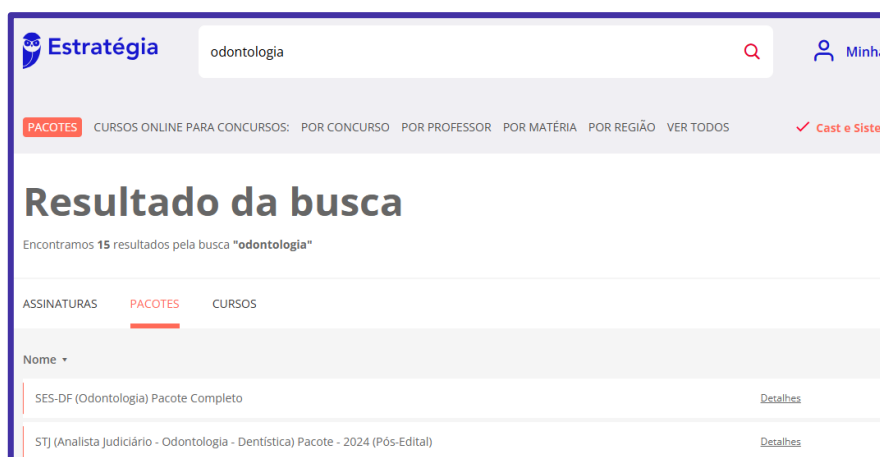 Estratégia
odontologia
PACOTES CURSOS ONLINE PARA CONCURSOS: POR CONCURSO POR PROFESSOR POR MATÉRIA POR REGIÃO VER TODOS
Cast e
Resultado da busca
Encontramos 15 resultados pela busca "odontologia"
ASSINATURAS PACOTES CURSOS
Nome
SES-DF (Odontologia) Pacote Completo Detalhes
STJ (Analista Judiciário - Odontologia - Dentística) Pacote - 2024 (Pós-Edital) Detalhes